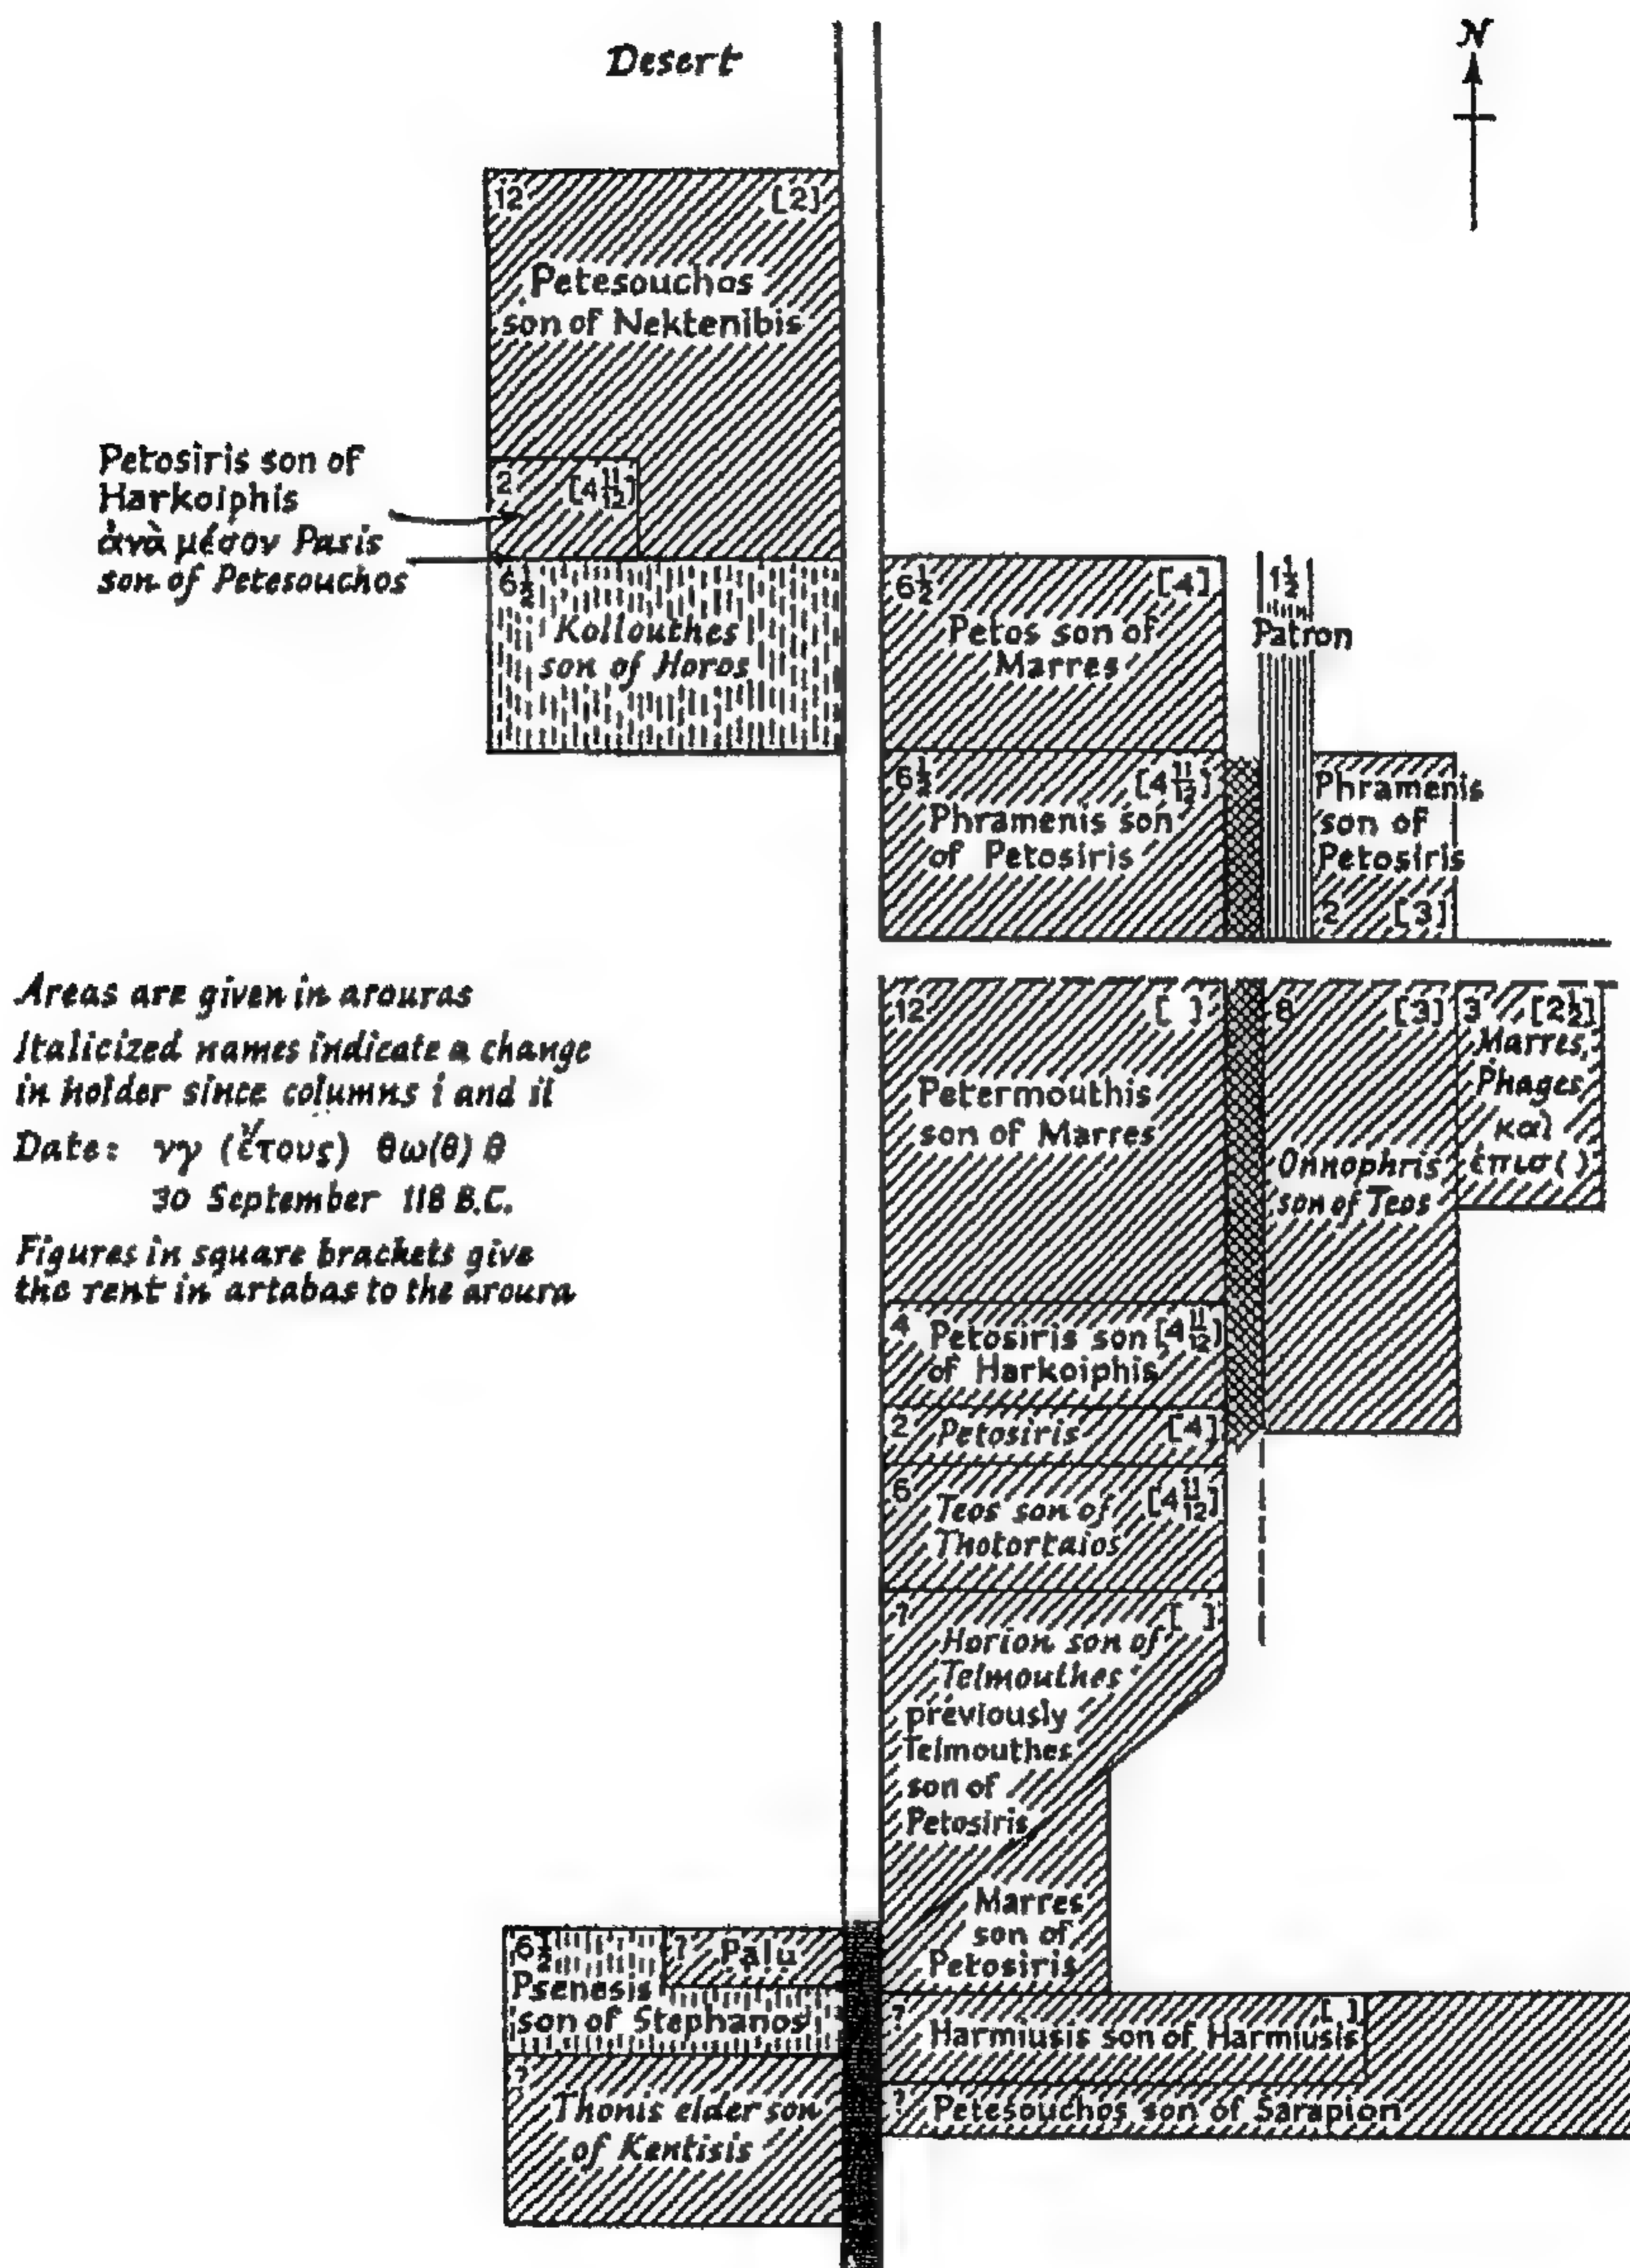 Desert
N
12 [2]
Petesouchos
son of Nektenibis
Petosiris son of
Harkoiphis
ἀνὰ μέσον Pasis
son of Petesouchos
2 [4 11/12]
6½
Kollouthes
son of Horos
6½ [4]
Petos son of
Marres
1½
Patron
6½ [4 11/12]
Phramenis son
of Petosiris
Phramenis
son of
Petosiris
2 [3]
Areas are given in arouras
Italicized names indicate a change
in holder since columns i and ii
Date: νγ (ἔτους) θω(θ) θ
30 September 118 B.C.
Figures in square brackets give
the rent in artabas to the aroura
12 [ ]
Petermouthis
son of Marres
8 [3]
Onnophris
son of Teos
3 [2½]
Marres,
Phages
καὶ
ἐπισ( )
4 Petosiris son [4 11/12]
of Harkoiphis
2 Petosiris [4]
6 Teos son of [4 11/12]
Thotortaios
? [ ]
Horion son of
Telmouthes
previously
Telmouthes
son of
Petosiris
Marres
son of
Petosiris
6½
? Paḷụ
Psenesis
son of Stephanos
? [ ]
Harmiusis son of Harmiusis
? Petesouchos son of Sarapion
?
Thonis elder son
of Kentisis